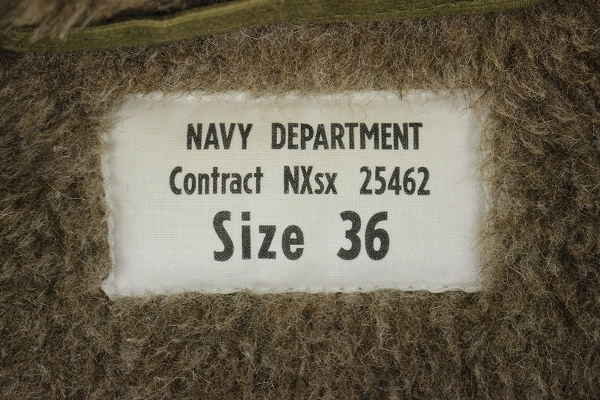 NAVY DEPARTMENT
Contract NXsx 25462
Size 36